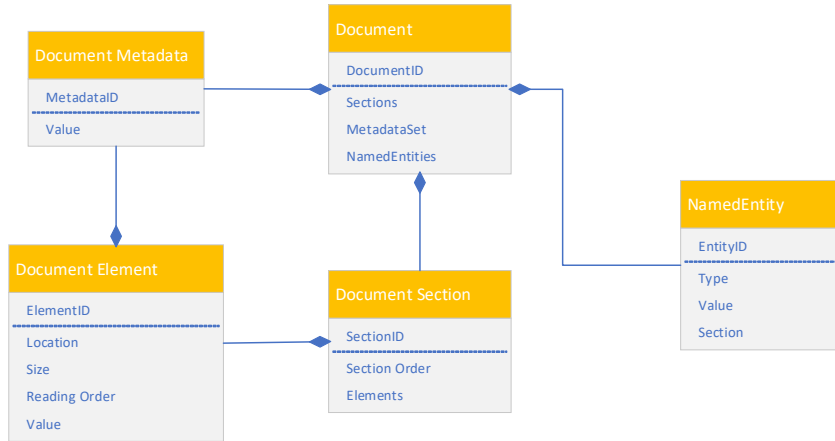 Document
DocumentID
Sections
MetadataSet
NamedEntities
Document Metadata
MetadataID
Value
NamedEntity
EntityID
Type
Value
Section
Document Element
ElementID
Location
Size
Reading Order
Value
Document Section
SectionID
Section Order
Elements